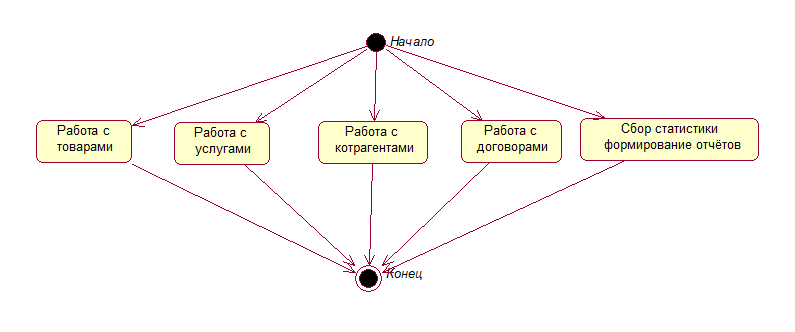 Начало
Работа с
товарами
Работа с
услугами
Работа с
котрагентами
Работа с
договорами
Сбор статистики
формирование отчётов
Конец